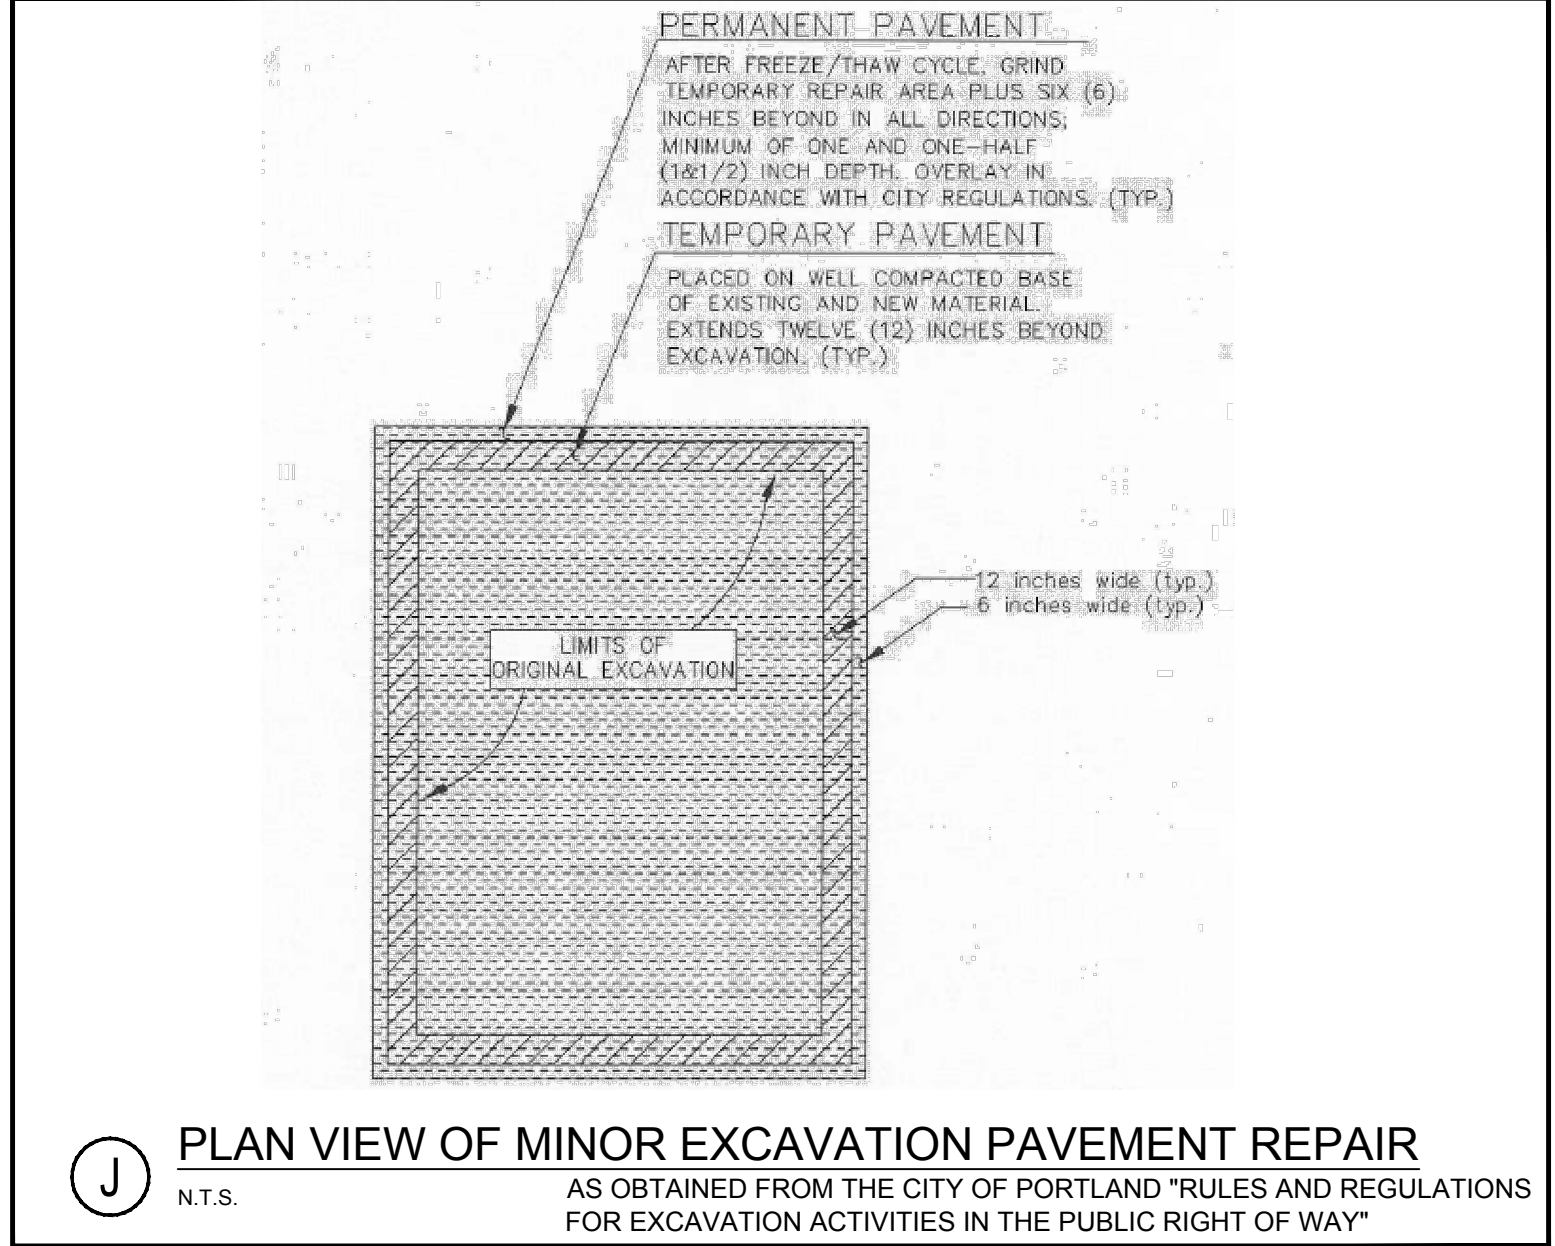 PERMANENT PAVEMENT
AFTER FREEZE/THAW CYCLE, GRIND
TEMPORARY REPAIR AREA PLUS SIX (6)
INCHES BEYOND IN ALL DIRECTIONS;
MINIMUM OF ONE AND ONE-HALF
(1&1/2) INCH DEPTH. OVERLAY IN
ACCORDANCE WITH CITY REGULATIONS. (TYP.)
TEMPORARY PAVEMENT
PLACED ON WELL COMPACTED BASE
OF EXISTING AND NEW MATERIAL.
EXTENDS TWELVE (12) INCHES BEYOND
EXCAVATION. (TYP.)
12 inches wide (typ.)
6 inches wide (typ.)
LIMITS OF
ORIGINAL EXCAVATION
J
PLAN VIEW OF MINOR EXCAVATION PAVEMENT REPAIR
N.T.S.
AS OBTAINED FROM THE CITY OF PORTLAND "RULES AND REGULATIONS
FOR EXCAVATION ACTIVITIES IN THE PUBLIC RIGHT OF WAY"